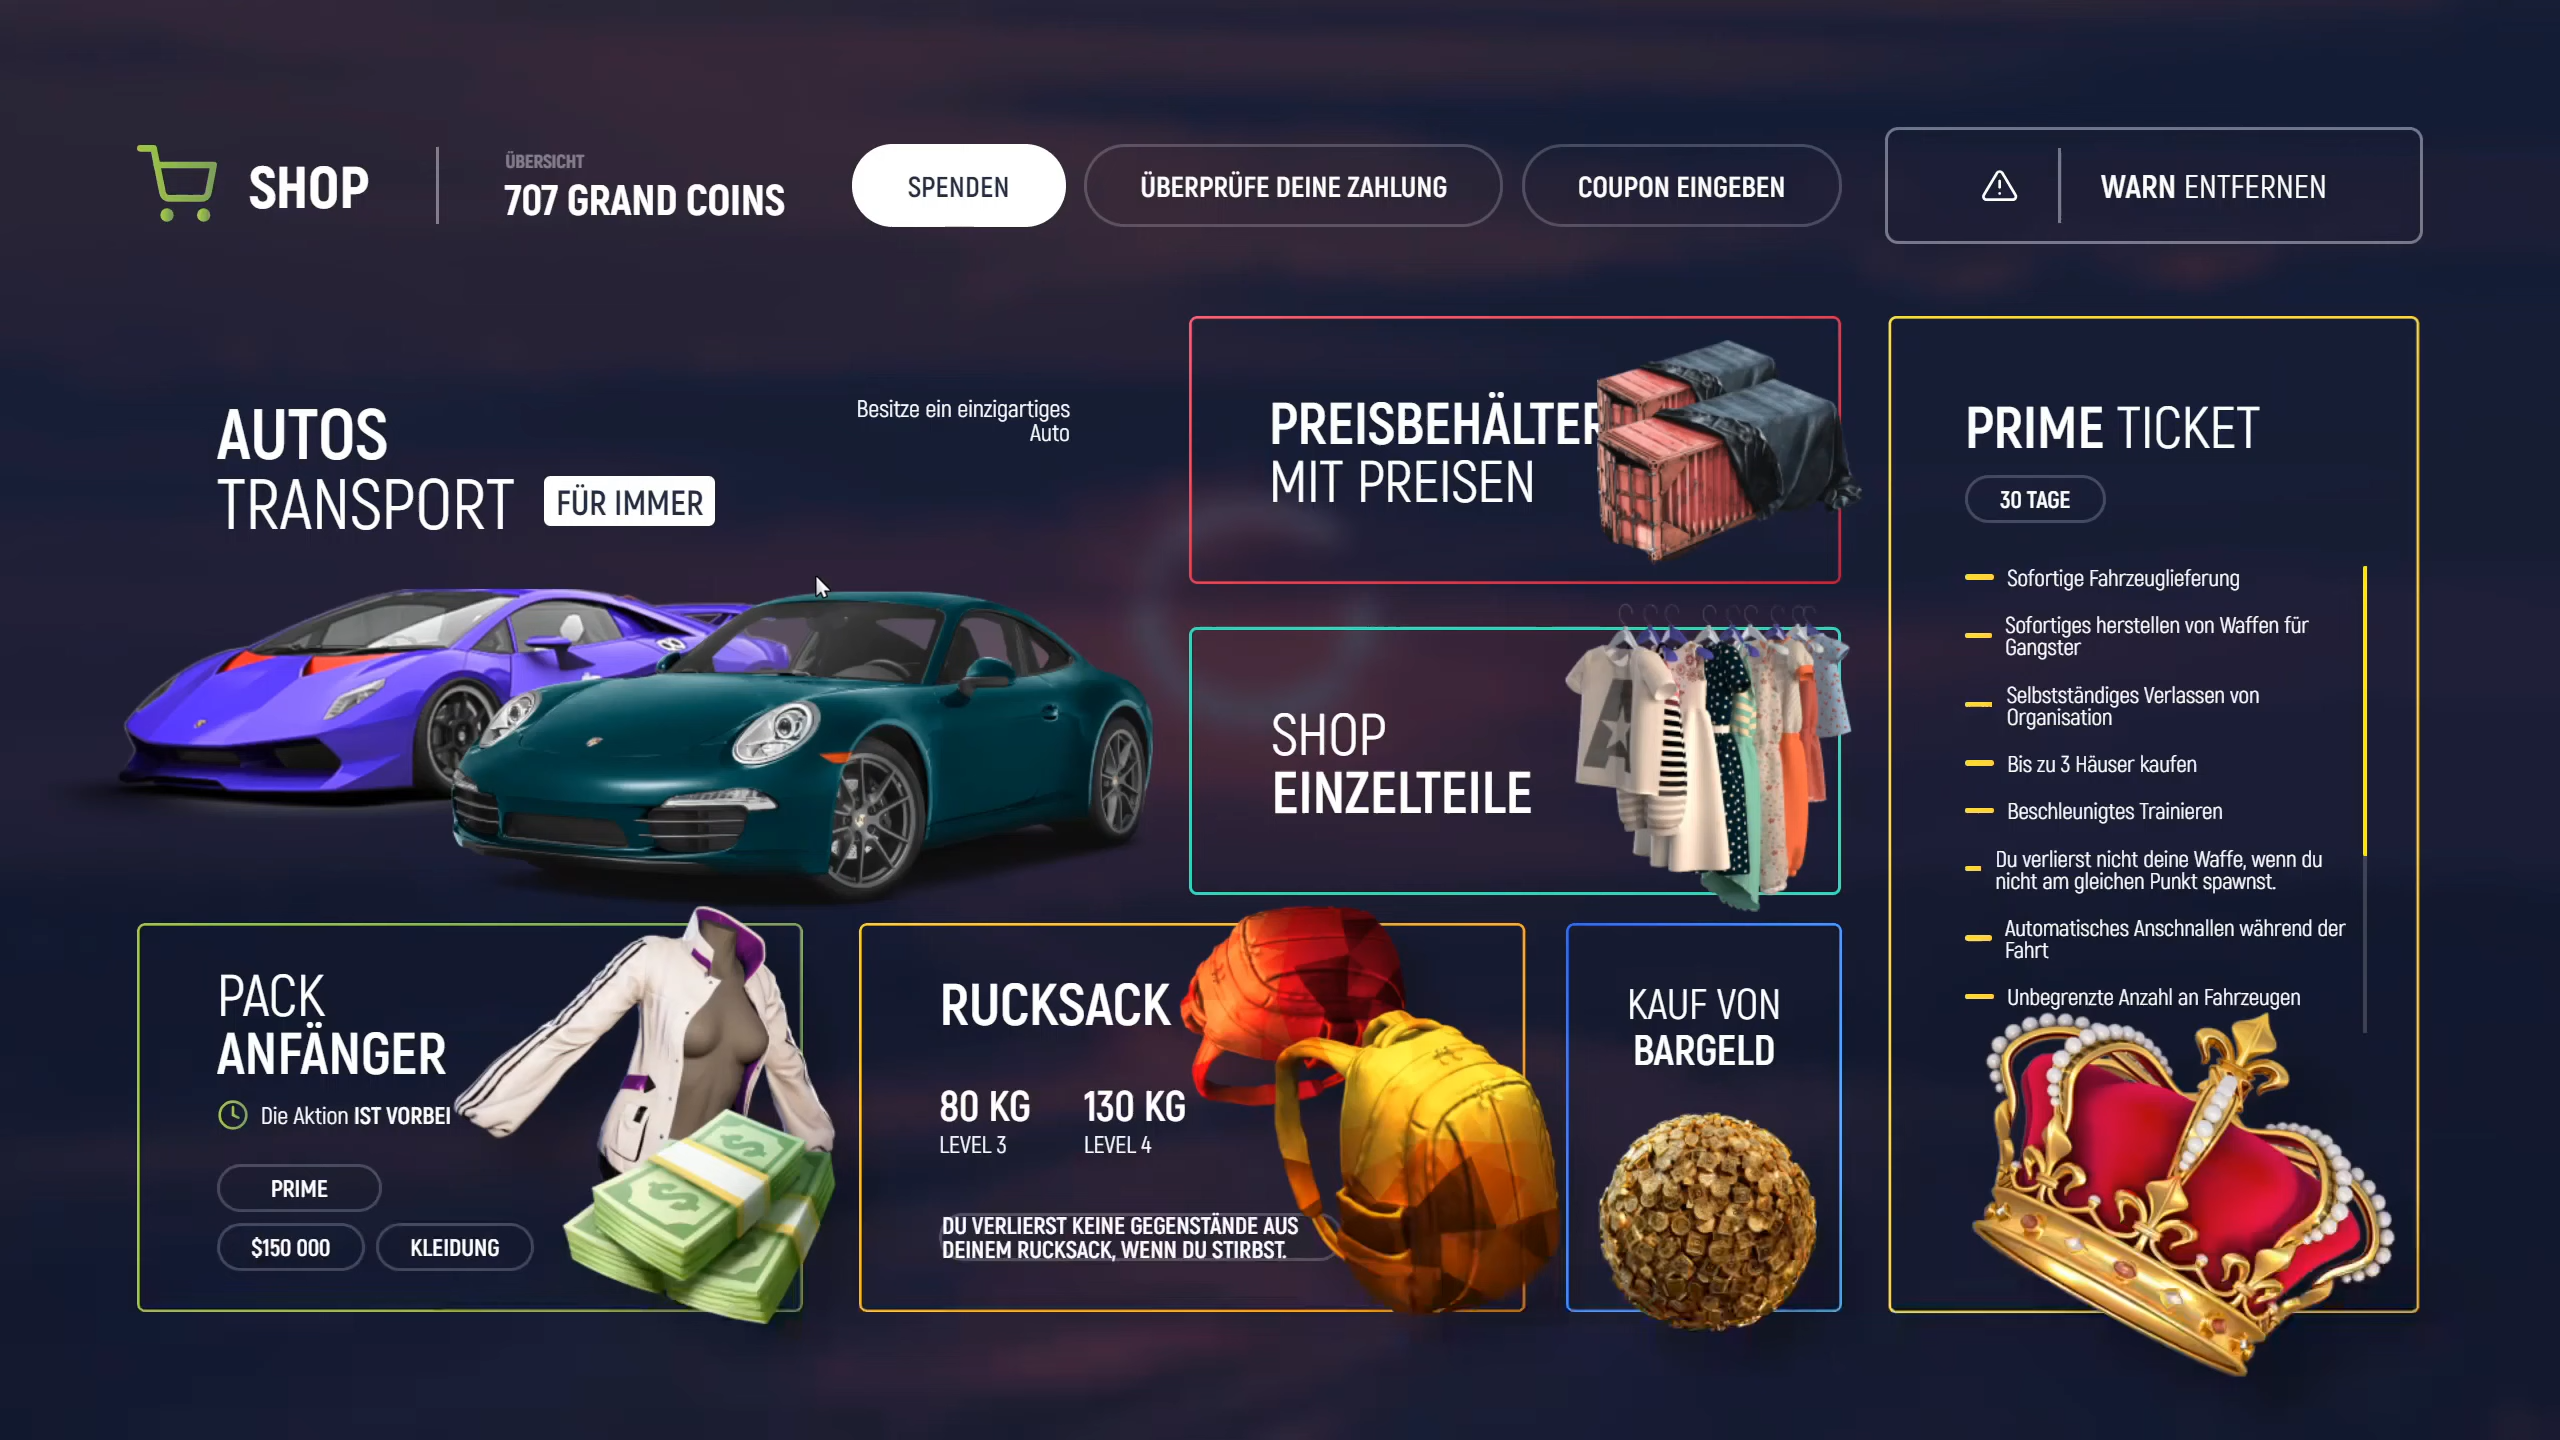 SHOP
ÜBERSICHT
707 GRAND COINS
SPENDEN
ÜBERPRÜFE DEINE ZAHLUNG
COUPON EINGEBEN
WARN ENTFERNEN
AUTOS
TRANSPORT FÜR IMMER
Besitze ein einzigartiges
Auto
PREISBEHÄLTER
MIT PREISEN
SHOP
EINZELTEILE
PRIME TICKET
30 TAGE
Sofortige Fahrzeuglieferung
Sofortiges herstellen von Waffen für
Gangster
Selbstständiges Verlassen von
Organisation
Bis zu 3 Häuser kaufen
Beschleunigtes Trainieren
Du verlierst nicht deine Waffe, wenn du
nicht am gleichen Punkt spawnst.
Automatisches Anschnallen während der
Fahrt
Unbegrenzte Anzahl an Fahrzeugen
PACK
ANFÄNGER
Die Aktion IST VORBEI
PRIME
$150 000
KLEIDUNG
RUCKSACK
80 KG
LEVEL 3
130 KG
LEVEL 4
DU VERLIERST KEINE GEGENSTÄNDE AUS
DEINEM RUCKSACK, WENN DU STIRBST.
KAUF VON
BARGELD